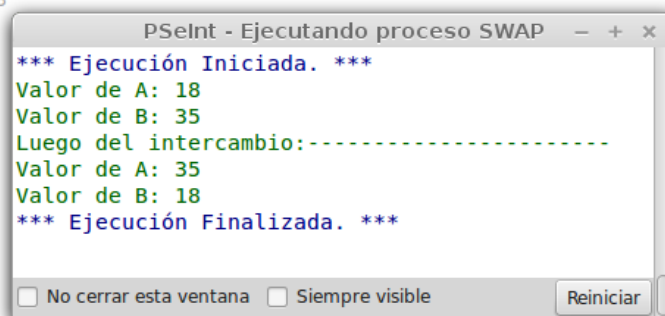 PSeInt - Ejecutando proceso SWAP
*** Ejecución Iniciada. ***
Valor de A: 18
Valor de B: 35
Luego del intercambio:-----------------------
Valor de A: 35
Valor de B: 18
*** Ejecución Finalizada. ***
No cerrar esta ventana Siempre visible Reiniciar